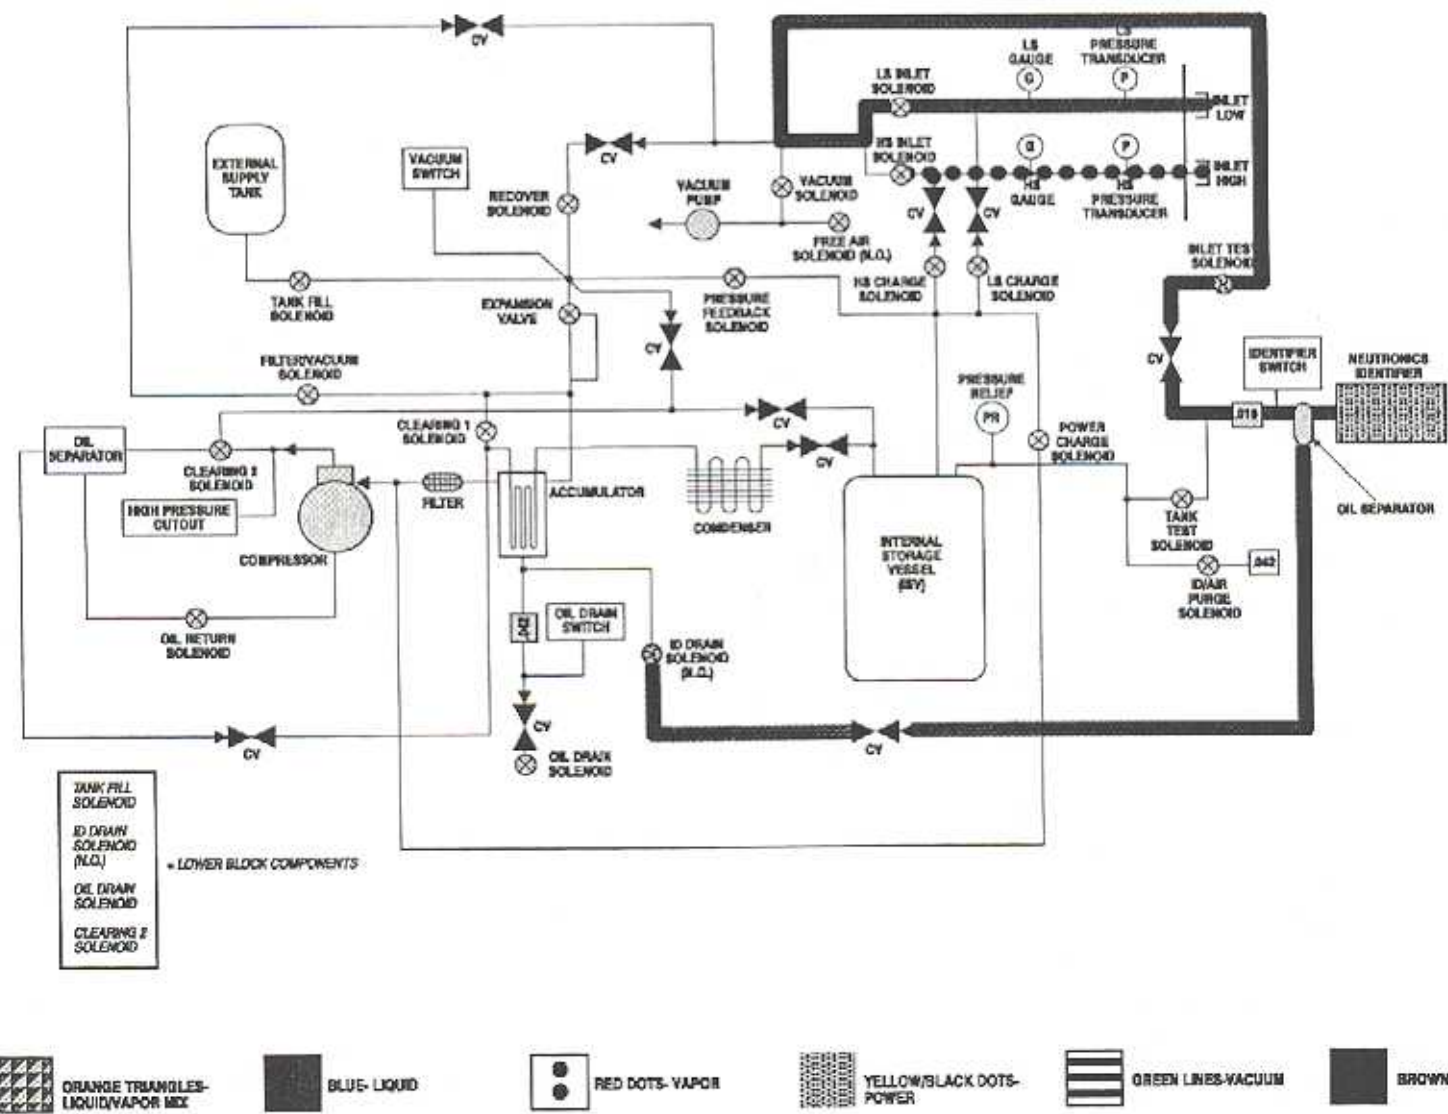 CV
LS
GAUGE
LS
PRESSURE
TRANSDUCER
LS INLET
SOLENOID
G
P
INLET
LOW
EXTERNAL
SUPPLY
TANK
VACUUM
SWITCH
CV
RECOVER
SOLENOID
VACUUM
PUMP
VACUUM
SOLENOID
HS INLET
SOLENOID
G
P
INLET
HIGH
HS
GAUGE
HS
PRESSURE
TRANSDUCER
CV
CV
FREE AIR
SOLENOID (N.O.)
INLET TEST
SOLENOID
TANK FILL
SOLENOID
EXPANSION
VALVE
PRESSURE
FEEDBACK
SOLENOID
HS CHARGE
SOLENOID
LS CHARGE
SOLENOID
CV
CV
IDENTIFIER
SWITCH
NEUTRONICS
IDENTIFIER
FILTER/VACUUM
SOLENOID
PRESSURE
RELIEF
PR
CLEARING 1
SOLENOID
CV
CV
POWER
CHARGE
SOLENOID
OIL
SEPARATOR
CLEARING 2
SOLENOID
HIGH PRESSURE
CUTOUT
COMPRESSOR
FILTER
ACCUMULATOR
CONDENSER
INTERNAL
STORAGE
VESSEL
(ISV)
TANK
TEST
SOLENOID
OIL SEPARATOR
.042
ID/AIR
PURGE
SOLENOID
OIL RETURN
SOLENOID
.042
OIL DRAIN
SWITCH
ID DRAIN
SOLENOID
(N.O.)
CV
CV
CV
OIL DRAIN
SOLENOID
TANK FILL
SOLENOID
ID DRAIN
SOLENOID
(N.O.)
OIL DRAIN
SOLENOID
CLEARING 2
SOLENOID
= LOWER BLOCK COMPONENTS
ORANGE TRIANGLES-
LIQUID/VAPOR MIX
BLUE- LIQUID
RED DOTS- VAPOR
YELLOW/BLACK DOTS-
POWER
GREEN LINES-VACUUM
BROWN